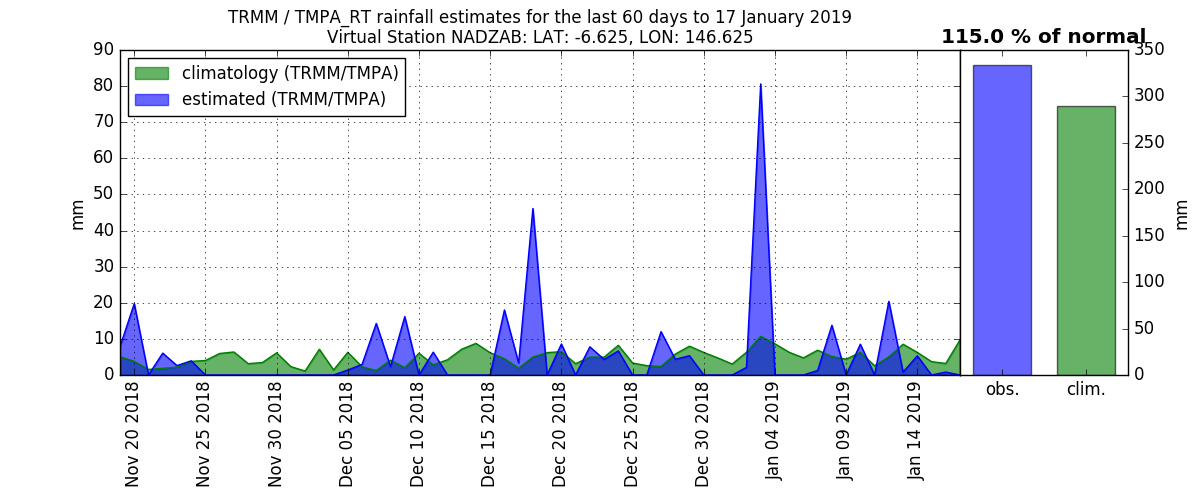 TRMM / TMPA_RT rainfall estimates for the last 60 days to 17 January 2019
Virtual Station NADZAB: LAT: -6.625, LON: 146.625
115.0 % of normal
climatology (TRMM/TMPA)
estimated (TRMM/TMPA)
mm
90
80
70
60
50
40
30
20
10
0
Nov 20 2018
Nov 25 2018
Nov 30 2018
Dec 05 2018
Dec 10 2018
Dec 15 2018
Dec 20 2018
Dec 25 2018
Dec 30 2018
Jan 04 2019
Jan 09 2019
Jan 14 2019
obs.
clim.
350
300
250
200
150
100
50
0
mm